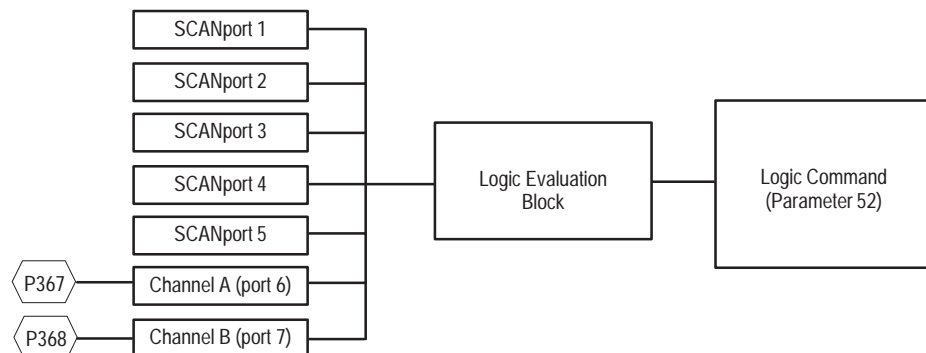 SCANport 1
SCANport 2
SCANport 3
SCANport 4
SCANport 5
P367
Channel A (port 6)
P368
Channel B (port 7)
Logic Evaluation
Block
Logic Command
(Parameter 52)